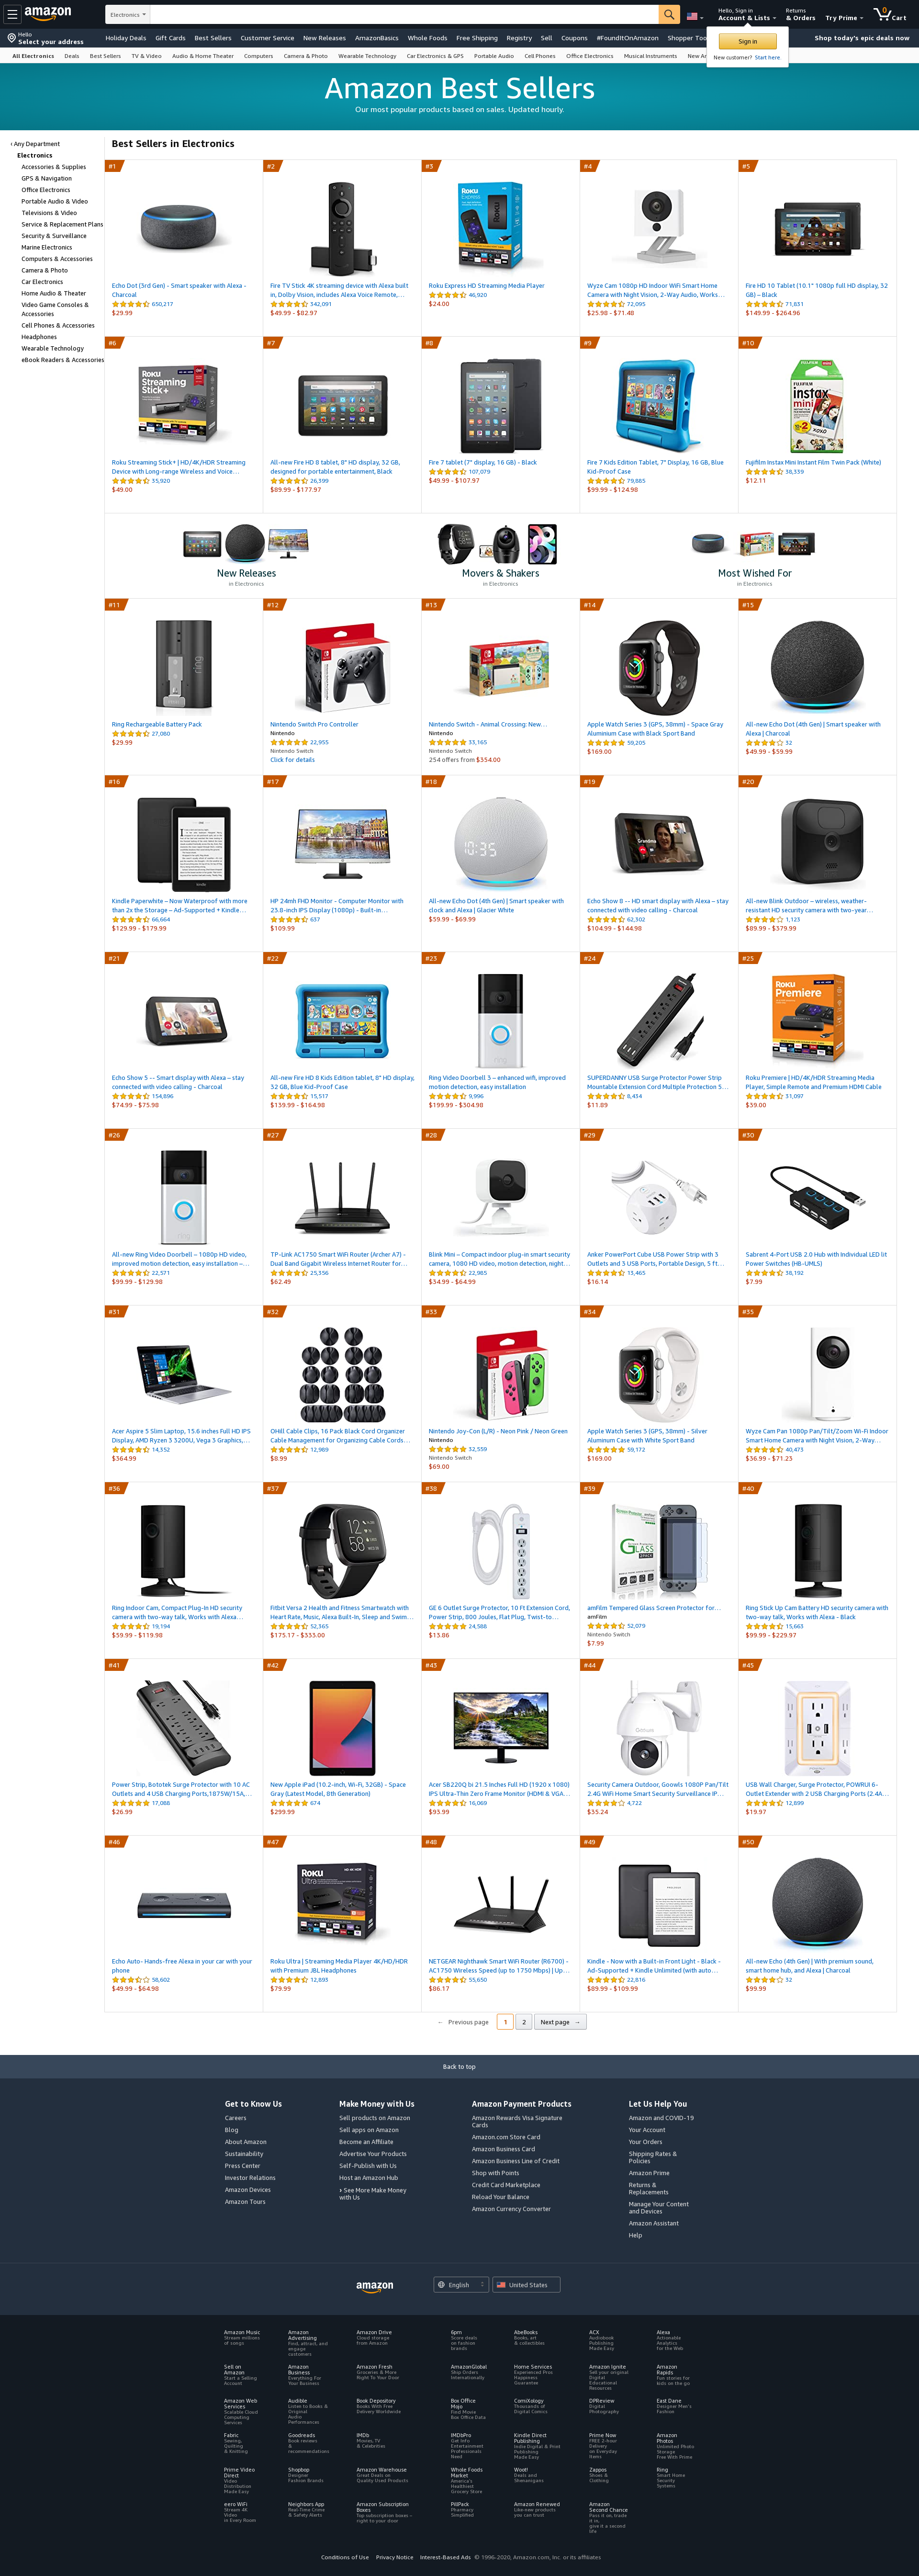 amazon
Electronics
Hello, Sign in
Account & Lists
Returns
& Orders
Try Prime
0
Cart
Hello
Select your address
Holiday Deals
Gift Cards
Best Sellers
Customer Service
New Releases
AmazonBasics
Whole Foods
Free Shipping
Registry
Sell
Coupons
#FoundItOnAmazon
Shopper Too
Shop today's epic deals now
Sign in
New customer? Start here.
All Electronics
Deals
Best Sellers
TV & Video
Audio & Home Theater
Computers
Camera & Photo
Wearable Technology
Car Electronics & GPS
Portable Audio
Cell Phones
Office Electronics
Musical Instruments
New Ar
Amazon Best Sellers
Our most popular products based on sales. Updated hourly.
‹ Any Department
Electronics
Accessories & Supplies
GPS & Navigation
Office Electronics
Portable Audio & Video
Televisions & Video
Service & Replacement Plans
Security & Surveillance
Marine Electronics
Computers & Accessories
Camera & Photo
Car Electronics
Home Audio & Theater
Video Game Consoles &
Accessories
Cell Phones & Accessories
Headphones
Wearable Technology
eBook Readers & Accessories
Best Sellers in Electronics
#1
Echo Dot (3rd Gen) - Smart speaker with Alexa -
Charcoal
650,217
$29.99
#2
Fire TV Stick 4K streaming device with Alexa built
in, Dolby Vision, includes Alexa Voice Remote,…
342,091
$49.99 - $82.97
#3
Roku Express HD Streaming Media Player
46,920
$24.00
#4
Wyze Cam 1080p HD Indoor WiFi Smart Home
Camera with Night Vision, 2-Way Audio, Works…
72,095
$25.98 - $71.48
#5
Fire HD 10 Tablet (10.1" 1080p full HD display, 32
GB) – Black
71,831
$149.99 - $264.96
#6
Roku
Streaming
Stick+
Roku Streaming Stick+ | HD/4K/HDR Streaming
Device with Long-range Wireless and Voice…
35,920
$49.00
#7
All-new Fire HD 8 tablet, 8" HD display, 32 GB,
designed for portable entertainment, Black
26,399
$89.99 - $177.97
#8
Fire 7 tablet (7" display, 16 GB) - Black
107,079
$49.99 - $107.97
#9
Fire 7 Kids Edition Tablet, 7" Display, 16 GB, Blue
Kid-Proof Case
79,885
$99.99 - $124.98
#10
instax
mini
Fujifilm Instax Mini Instant Film Twin Pack (White)
38,339
$12.11
New Releases
in Electronics
Movers & Shakers
in Electronics
Most Wished For
in Electronics
#11
ring
Ring Rechargeable Battery Pack
27,080
$29.99
#12
Nintendo Switch Pro Controller
Nintendo
22,955
Nintendo Switch
Click for details
#13
Nintendo Switch - Animal Crossing: New…
Nintendo
33,165
Nintendo Switch
254 offers from $354.00
#14
Apple Watch Series 3 (GPS, 38mm) - Space Gray
Aluminium Case with Black Sport Band
59,205
$169.00
#15
All-new Echo Dot (4th Gen) | Smart speaker with
Alexa | Charcoal
32
$49.99 - $59.99
#16
Kindle Paperwhite – Now Waterproof with more
than 2x the Storage – Ad-Supported + Kindle…
66,664
$129.99 - $179.99
#17
HP 24mh FHD Monitor - Computer Monitor with
23.8-inch IPS Display (1080p) - Built-in…
637
$109.99
#18
10:35
All-new Echo Dot (4th Gen) | Smart speaker with
clock and Alexa | Glacier White
$59.99 - $69.99
#19
Grandma
Echo Show 8 -- HD smart display with Alexa – stay
connected with video calling - Charcoal
62,302
$104.99 - $144.98
#20
All-new Blink Outdoor – wireless, weather-
resistant HD security camera with two-year…
1,123
$89.99 - $379.99
#21
Echo Show 5 -- Smart display with Alexa – stay
connected with video calling - Charcoal
154,896
$74.99 - $75.98
#22
All-new Fire HD 8 Kids Edition tablet, 8" HD display,
32 GB, Blue Kid-Proof Case
15,517
$139.99 - $164.98
#23
ring
Ring Video Doorbell 3 – enhanced wifi, improved
motion detection, easy installation
9,996
$199.99 - $304.98
#24
SUPERDANNY USB Surge Protector Power Strip
Mountable Extension Cord Multiple Protection 5…
8,434
$11.89
#25
Roku
Premiere
Roku Premiere | HD/4K/HDR Streaming Media
Player, Simple Remote and Premium HDMI Cable
31,097
$39.00
#26
ring
All-new Ring Video Doorbell – 1080p HD video,
improved motion detection, easy installation –…
22,571
$99.99 - $129.98
#27
TP-Link AC1750 Smart WiFi Router (Archer A7) -
Dual Band Gigabit Wireless Internet Router for…
25,356
$62.49
#28
Blink Mini – Compact indoor plug-in smart security
camera, 1080 HD video, motion detection, night…
22,985
$34.99 - $64.99
#29
Anker PowerPort Cube USB Power Strip with 3
Outlets and 3 USB Ports, Portable Design, 5 ft…
13,465
$16.14
#30
Sabrent 4-Port USB 2.0 Hub with Individual LED lit
Power Switches (HB-UMLS)
38,192
$7.99
#31
Acer Aspire 5 Slim Laptop, 15.6 inches Full HD IPS
Display, AMD Ryzen 3 3200U, Vega 3 Graphics,…
14,352
$364.99
#32
OHill Cable Clips, 16 Pack Black Cord Organizer
Cable Management for Organizing Cable Cords…
12,989
$8.99
#33
Nintendo Joy-Con (L/R) - Neon Pink / Neon Green
Nintendo
32,559
Nintendo Switch
$69.00
#34
Apple Watch Series 3 (GPS, 38mm) - Silver
Aluminum Case with White Sport Band
59,172
$169.00
#35
Wyze Cam Pan 1080p Pan/Tilt/Zoom Wi-Fi Indoor
Smart Home Camera with Night Vision, 2-Way…
40,473
$36.99 - $71.23
#36
Ring Indoor Cam, Compact Plug-In HD security
camera with two-way talk, Works with Alexa…
19,194
$59.99 - $119.98
#37
Fitbit Versa 2 Health and Fitness Smartwatch with
Heart Rate, Music, Alexa Built-In, Sleep and Swim…
52,365
$175.17 - $333.00
#38
GE 6 Outlet Surge Protector, 10 Ft Extension Cord,
Power Strip, 800 Joules, Flat Plug, Twist-to…
24,588
$13.86
#39
GLASS
amFilm Tempered Glass Screen Protector for…
amFilm
52,079
Nintendo Switch
$7.99
#40
Ring Stick Up Cam Battery HD security camera with
two-way talk, Works with Alexa - Black
15,663
$99.99 - $229.97
#41
Power Strip, Bototek Surge Protector with 10 AC
Outlets and 4 USB Charging Ports,1875W/15A,…
17,088
$26.99
#42
New Apple iPad (10.2-inch, Wi-Fi, 32GB) - Space
Gray (Latest Model, 8th Generation)
674
$299.99
#43
Acer SB220Q bi 21.5 Inches Full HD (1920 x 1080)
IPS Ultra-Thin Zero Frame Monitor (HDMI & VGA…
16,069
$93.99
#44
Security Camera Outdoor, Goowls 1080P Pan/Tilt
2.4G WiFi Home Smart Security Surveillance IP…
4,722
$35.24
#45
USB Wall Charger, Surge Protector, POWRUI 6-
Outlet Extender with 2 USB Charging Ports (2.4A…
12,899
$19.97
#46
Echo Auto- Hands-free Alexa in your car with your
phone
58,602
$49.99 - $64.98
#47
Roku
Ultra
Roku Ultra | Streaming Media Player 4K/HD/HDR
with Premium JBL Headphones
12,893
$79.99
#48
NETGEAR Nighthawk Smart WiFi Router (R6700) -
AC1750 Wireless Speed (up to 1750 Mbps) | Up…
55,650
$86.17
#49
Kindle - Now with a Built-in Front Light - Black -
Ad-Supported + Kindle Unlimited (with auto…
22,816
$89.99 - $109.99
#50
All-new Echo (4th Gen) | With premium sound,
smart home hub, and Alexa | Charcoal
32
$99.99
← Previous page
1
2
Next page →
Back to top
Get to Know Us
Careers
Blog
About Amazon
Sustainability
Press Center
Investor Relations
Amazon Devices
Amazon Tours
Make Money with Us
Sell products on Amazon
Sell apps on Amazon
Become an Affiliate
Advertise Your Products
Self-Publish with Us
Host an Amazon Hub
› See More Make Money
with Us
Amazon Payment Products
Amazon Rewards Visa Signature
Cards
Amazon.com Store Card
Amazon Business Card
Amazon Business Line of Credit
Shop with Points
Credit Card Marketplace
Reload Your Balance
Amazon Currency Converter
Let Us Help You
Amazon and COVID-19
Your Account
Your Orders
Shipping Rates &
Policies
Amazon Prime
Returns &
Replacements
Manage Your Content
and Devices
Amazon Assistant
Help
amazon
English
United States
Amazon Music
Stream millions
of songs
Amazon
Advertising
Find, attract, and
engage
customers
Amazon Drive
Cloud storage
from Amazon
6pm
Score deals
on fashion
brands
AbeBooks
Books, art
& collectibles
ACX
Audiobook
Publishing
Made Easy
Alexa
Actionable
Analytics
for the Web
Sell on
Amazon
Start a Selling
Account
Amazon
Business
Everything For
Your Business
Amazon Fresh
Groceries & More
Right To Your Door
AmazonGlobal
Ship Orders
Internationally
Home Services
Experienced Pros
Happiness
Guarantee
Amazon Ignite
Sell your original
Digital
Educational
Resources
Amazon
Rapids
Fun stories for
kids on the go
Amazon Web
Services
Scalable Cloud
Computing
Services
Audible
Listen to Books &
Original
Audio
Performances
Book Depository
Books With Free
Delivery Worldwide
Box Office
Mojo
Find Movie
Box Office Data
ComiXology
Thousands of
Digital Comics
DPReview
Digital
Photography
East Dane
Designer Men's
Fashion
Fabric
Sewing,
Quilting
& Knitting
Goodreads
Book reviews
&
recommendations
IMDb
Movies, TV
& Celebrities
IMDbPro
Get Info
Entertainment
Professionals
Need
Kindle Direct
Publishing
Indie Digital & Print
Publishing
Made Easy
Prime Now
FREE 2-hour
Delivery
on Everyday
Items
Amazon
Photos
Unlimited Photo
Storage
Free With Prime
Prime Video
Direct
Video
Distribution
Made Easy
Shopbop
Designer
Fashion Brands
Amazon Warehouse
Great Deals on
Quality Used Products
Whole Foods
Market
America's
Healthiest
Grocery Store
Woot!
Deals and
Shenanigans
Zappos
Shoes &
Clothing
Ring
Smart Home
Security
Systems
eero WiFi
Stream 4K
Video
in Every Room
Neighbors App
Real-Time Crime
& Safety Alerts
Amazon Subscription
Boxes
Top subscription boxes –
right to your door
PillPack
Pharmacy
Simplified
Amazon Renewed
Like-new products
you can trust
Amazon
Second Chance
Pass it on, trade
it in,
give it a second
life
Conditions of Use
Privacy Notice
Interest-Based Ads
© 1996-2020, Amazon.com, Inc. or its affiliates